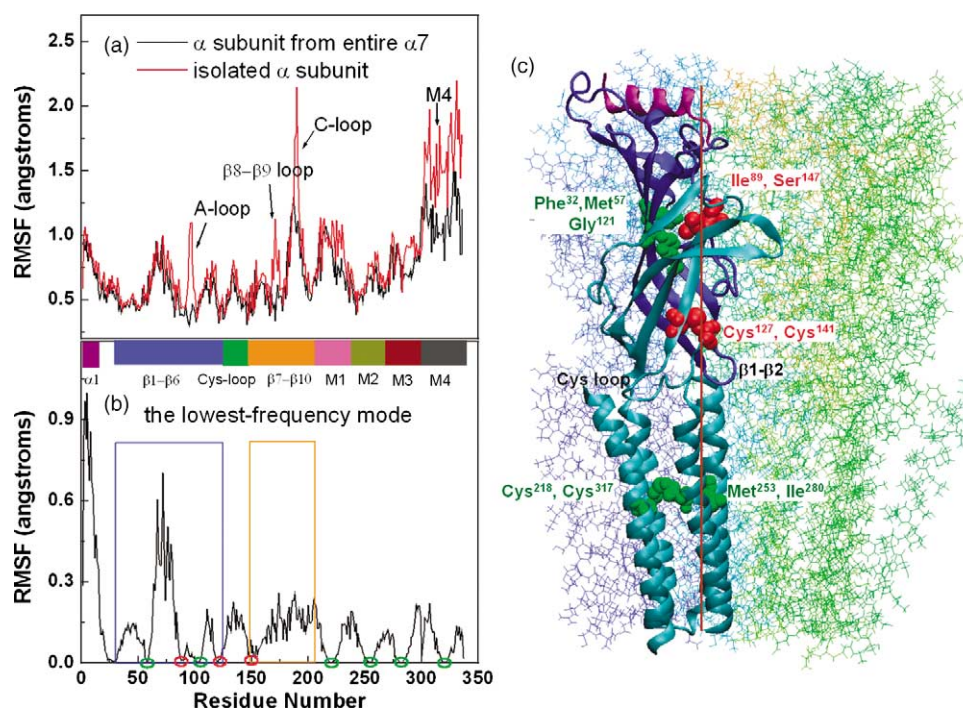 (a)
α subunit from entire α7
isolated α subunit
M4
C-loop
β8–β9 loop
A-loop
RMSF (angstroms)
2.5
2.0
1.5
1.0
0.5
α1
β1–β6
Cys-loop
β7–β10
M1
M2
M3
M4
(b)
the lowest-frequency mode
RMSF (angstroms)
0.9
0.6
0.3
0.0
0 50 100 150 200 250 300 350
Residue Number
(c)
Ile89, Ser147
Phe32,Met57
Gly121
Cys127, Cys141
β1-β2
Cys loop
Cys218, Cys317
Met253, Ile280